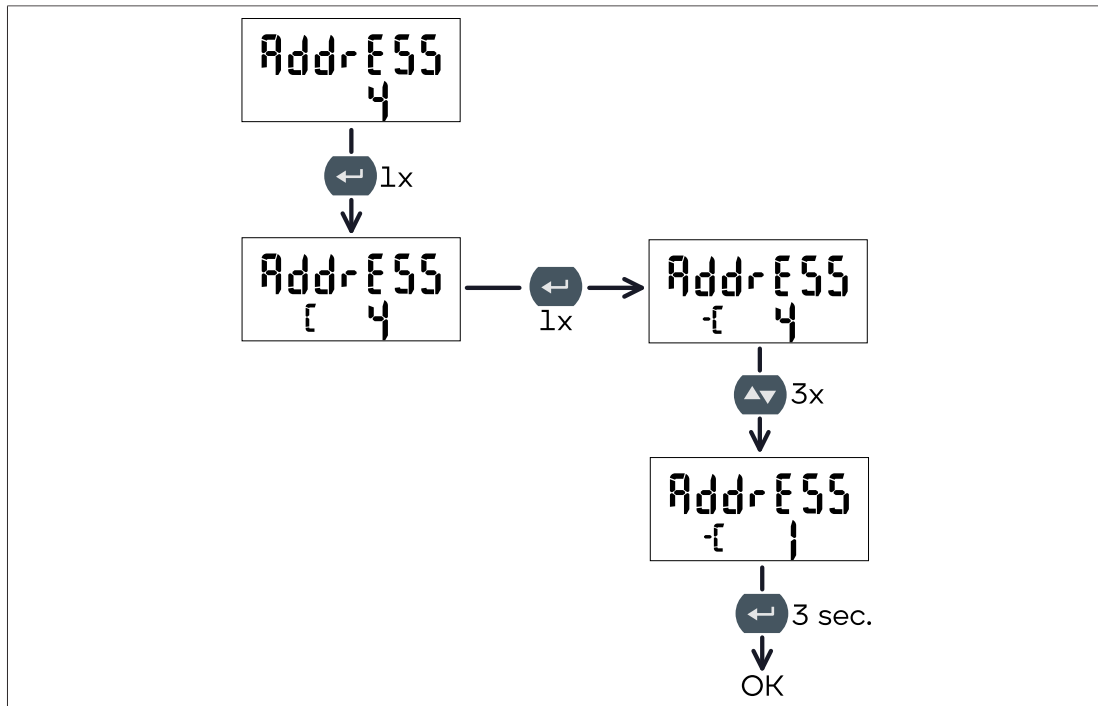 AddrESS
4
1x
AddrESS
[ 4
1x
AddrESS
-[ 4
3x
AddrESS
-[ 1
3 sec.
OK